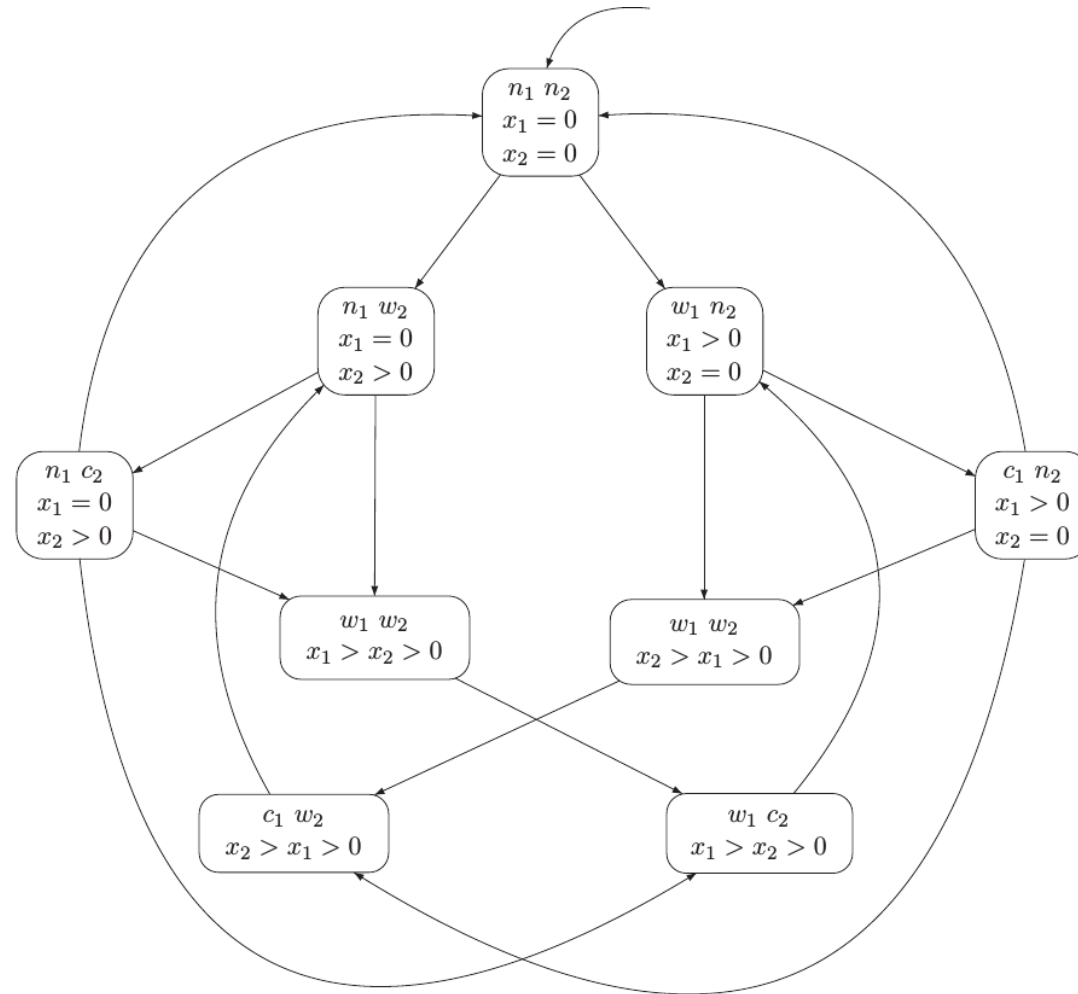 n₁ n₂
x₁ = 0
x₂ = 0
n₁ w₂
x₁ = 0
x₂ > 0
w₁ n₂
x₁ > 0
x₂ = 0
n₁ c₂
x₁ = 0
x₂ > 0
c₁ n₂
x₁ > 0
x₂ = 0
w₁ w₂
x₁ > x₂ > 0
w₁ w₂
x₂ > x₁ > 0
c₁ w₂
x₂ > x₁ > 0
w₁ c₂
x₁ > x₂ > 0